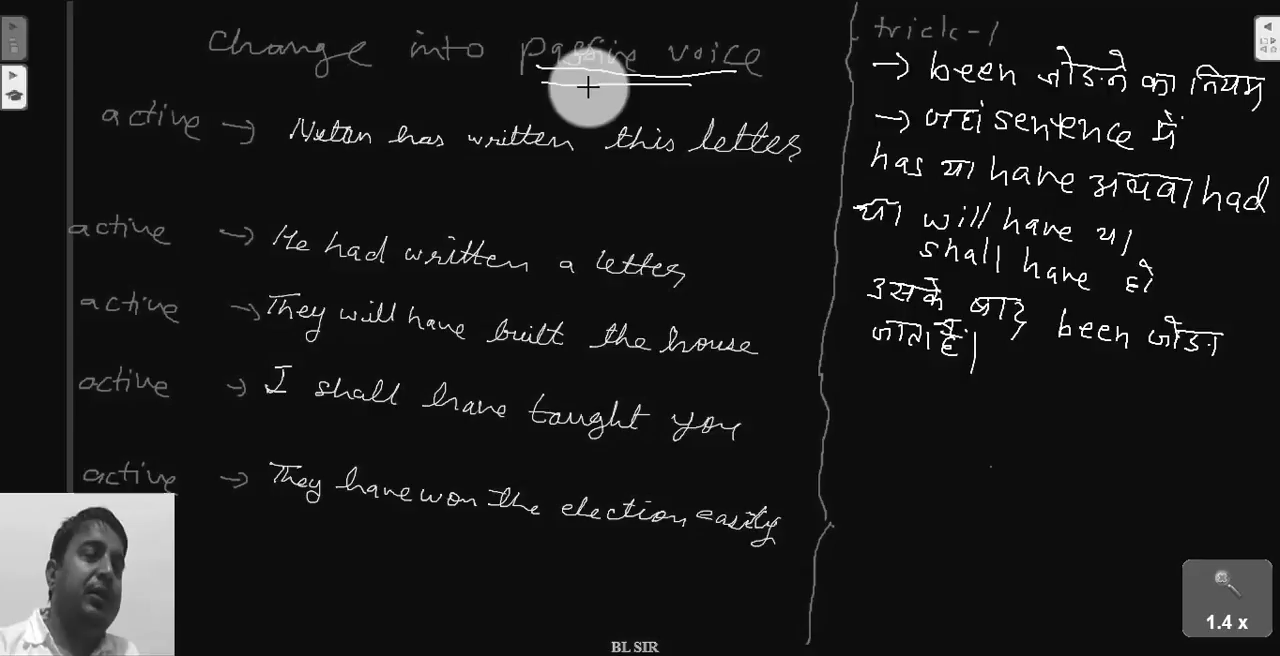 Change into passive voice
active → Nutan has written this letter
active → He had written a letter
active → They will have built the house
active → I shall have taught you
active → They have won the election easily
trick-1
→ been जोडने का नियम
→ जहां sentence में
has या have अथवा had
या will have या
shall have हो
उसके बाद been जोडा
जाता हैं।
1.4 x
BL SIR